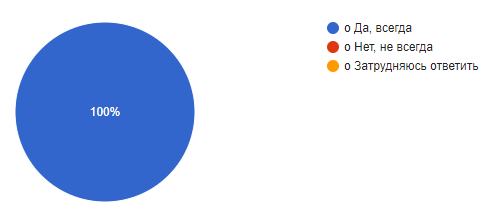 100%
о Да, всегда
о Нет, не всегда
о Затрудняюсь ответить